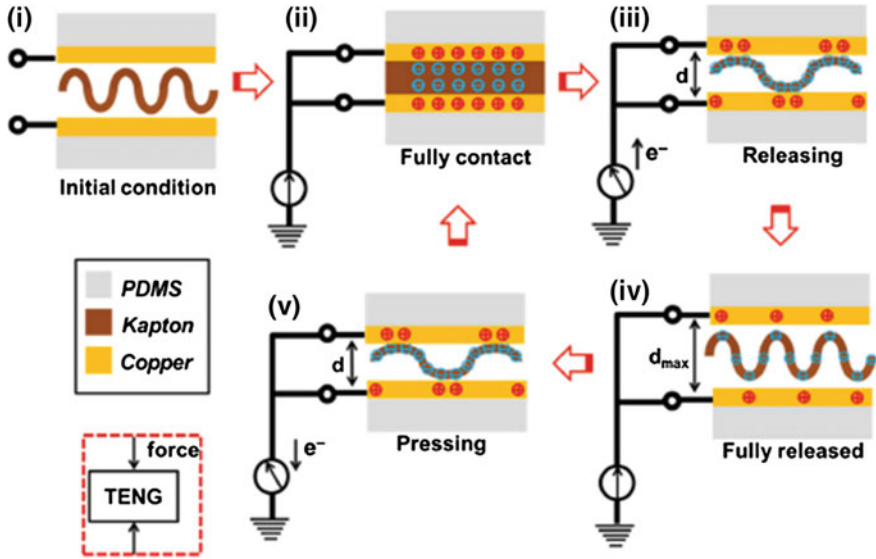 (i)
Initial condition
(ii)
Fully contact
(iii)
d
e⁻
Releasing
PDMS
Kapton
Copper
force
TENG
(v)
d
e⁻
Pressing
(iv)
dmax
Fully released